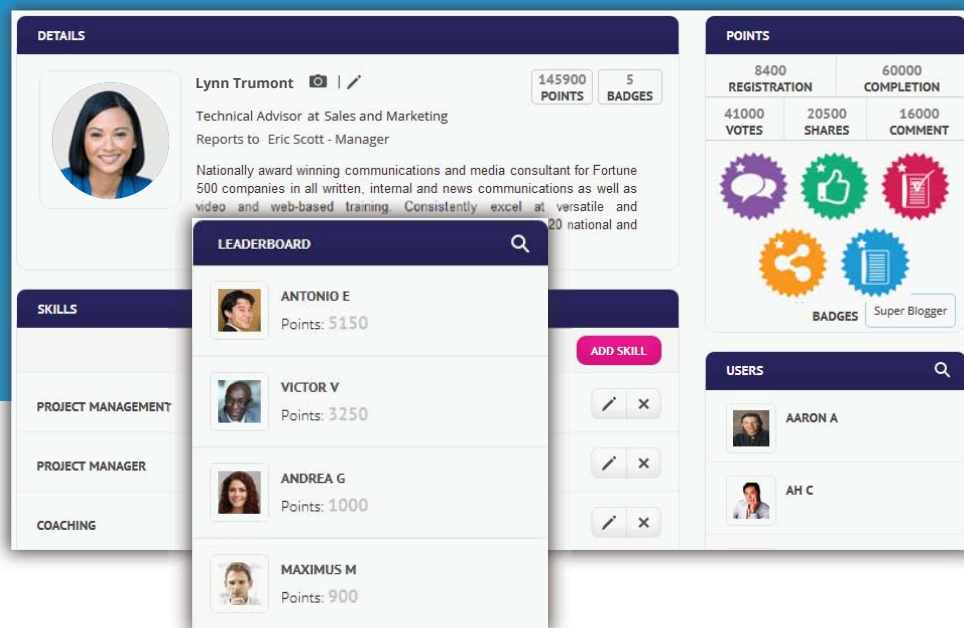 DETAILS
Lynn Trumont
145900
POINTS
5
BADGES
Technical Advisor at Sales and Marketing
Reports to Eric Scott - Manager
Nationally award winning communications and media consultant for Fortune
500 companies in all written, internal and news communications as well as
video and web-based training. Consistently excel at versatile and
20 national and
SKILLS
ADD SKILL
PROJECT MANAGEMENT
PROJECT MANAGER
COACHING
LEADERBOARD
ANTONIO E
Points: 5150
VICTOR V
Points: 3250
ANDREA G
Points: 1000
MAXIMUS M
Points: 900
POINTS
8400
REGISTRATION
60000
COMPLETION
41000
VOTES
20500
SHARES
16000
COMMENT
BADGES
Super Blogger
USERS
AARON A
AH C